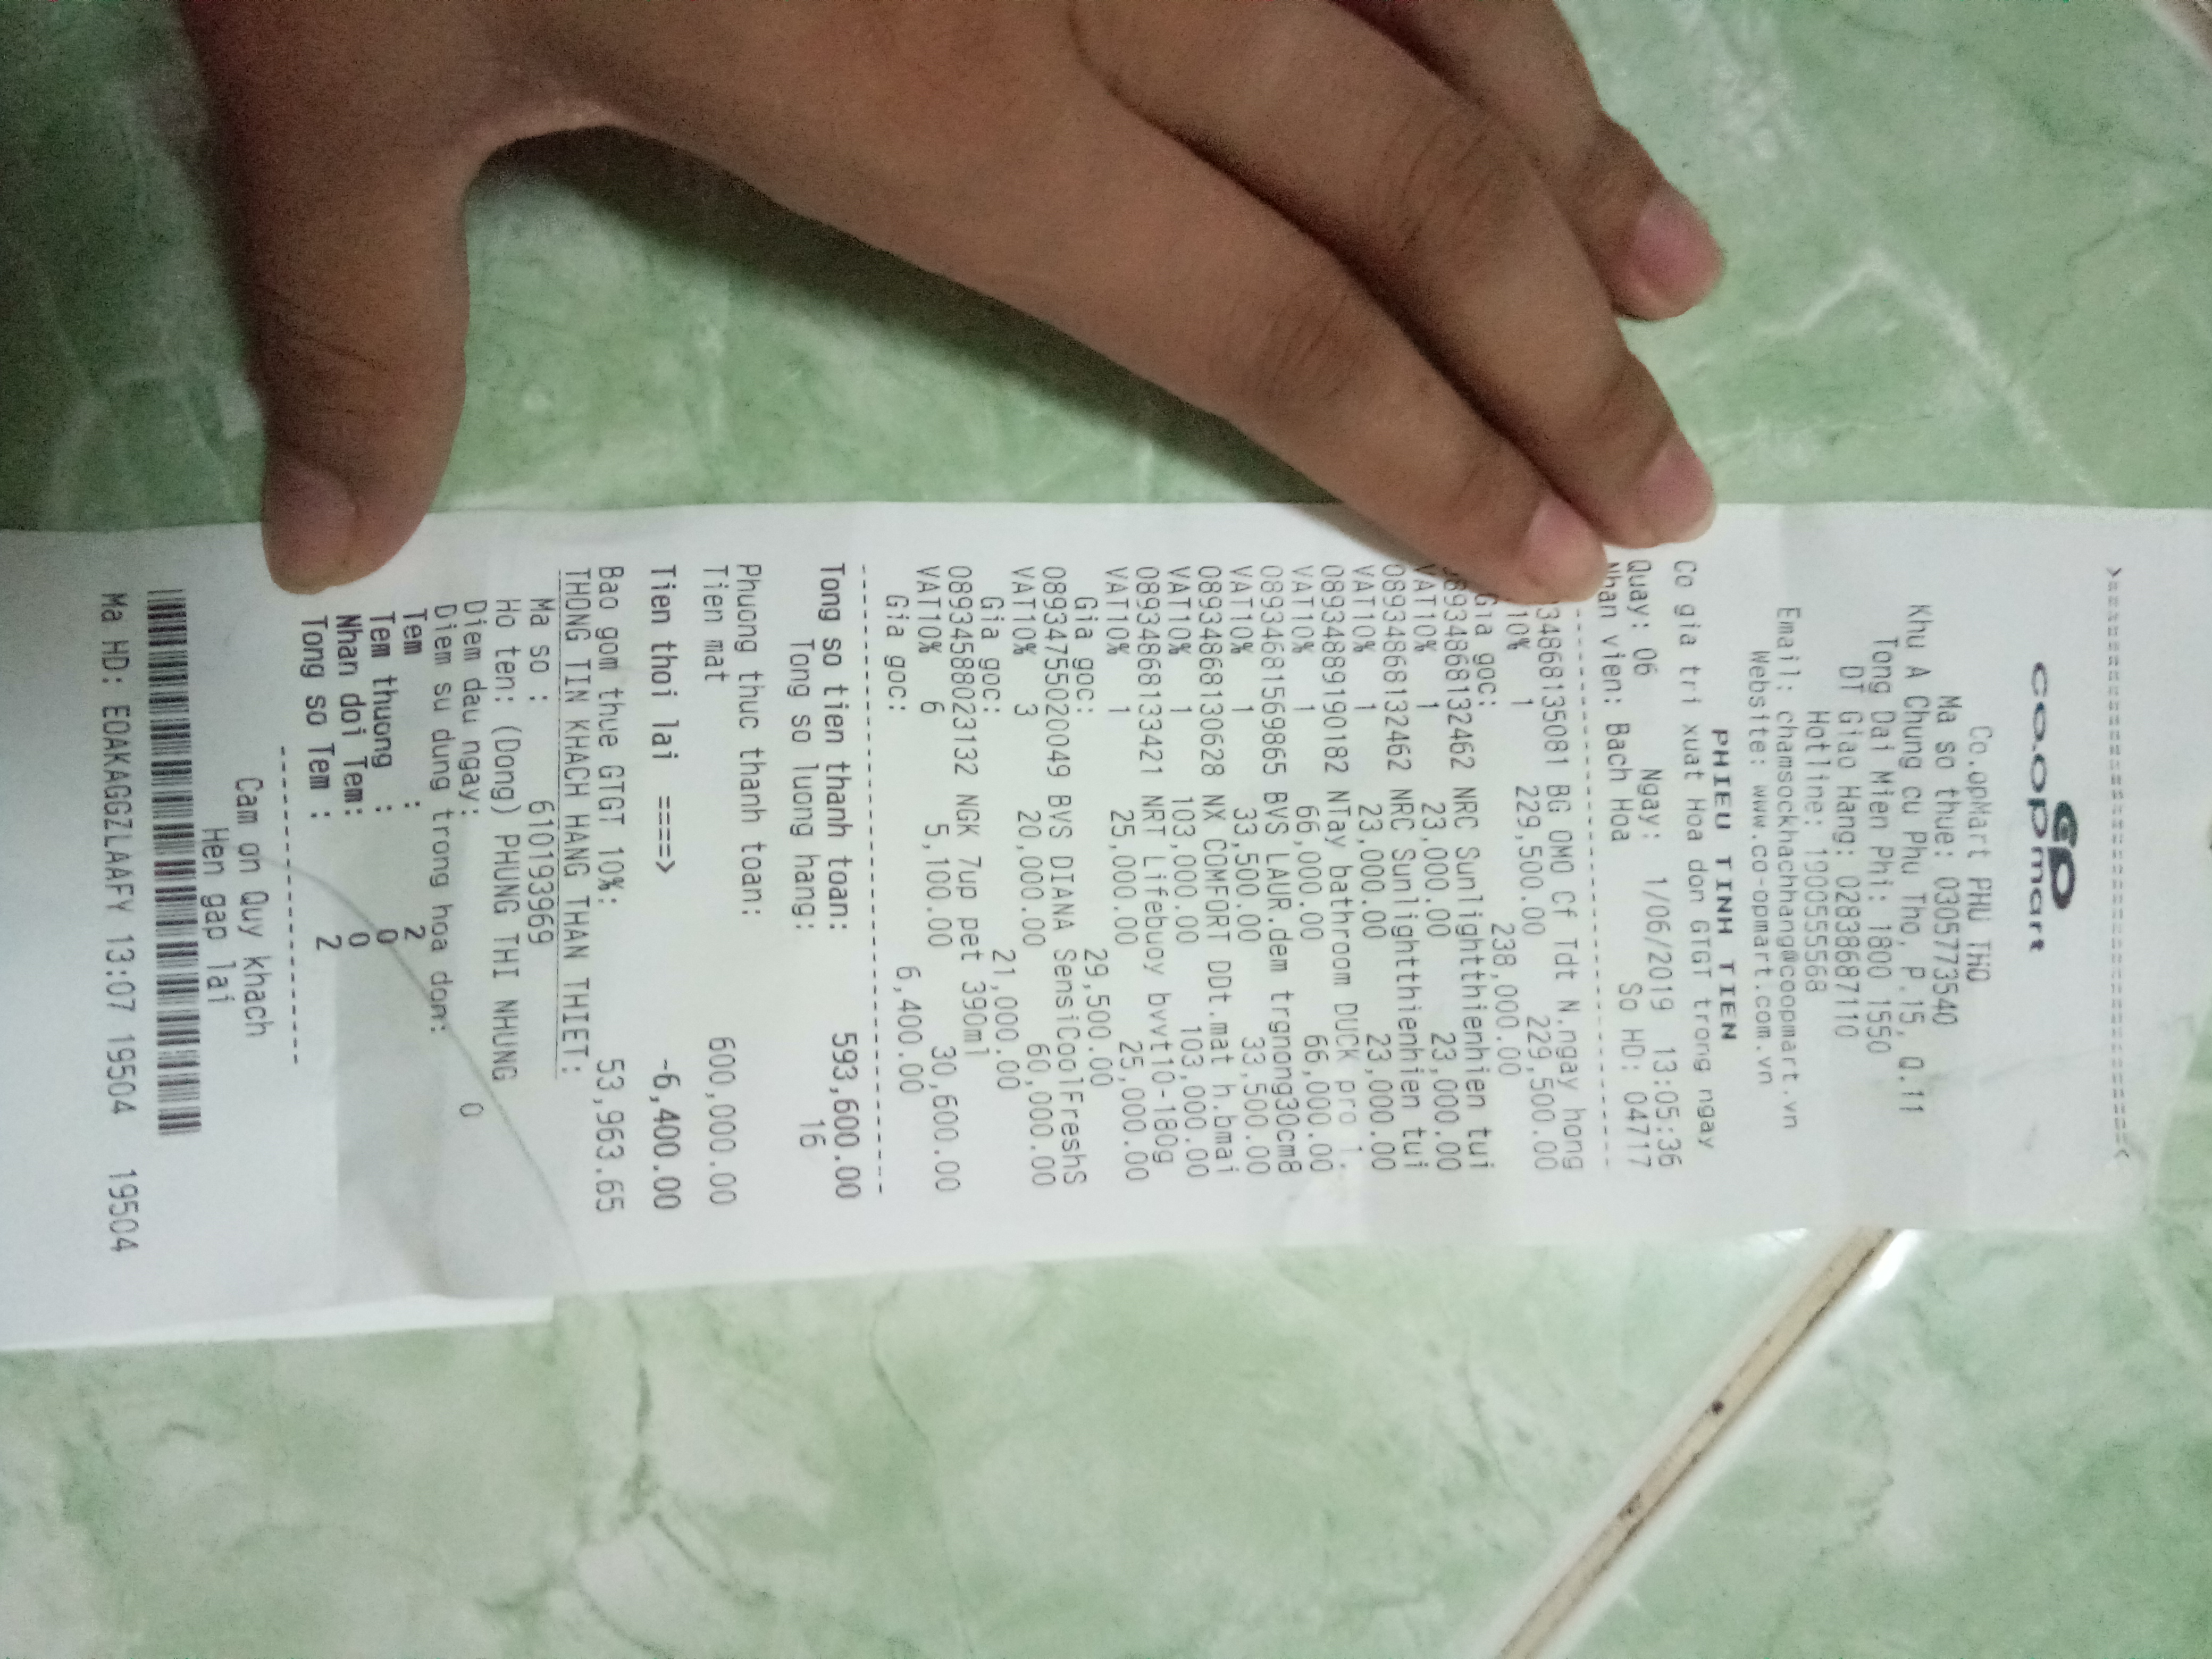 co.opmart
Co.opMart PHU THO
Ma so thue: 0305773540
Khu A Chung cu Phu Tho, P.15, Q.11
Tong Dai Mien Phi: 1800 1550
DT Giao Hang: 02838687110
Hotline: 1900555568
Email: chamsockhachhang@coopmart.vn
Website: www.co-opmart.com.vn
PHIEU TINH TIEN
Co gia tri xuat Hoa don GTGT trong ngay
Quay: 06 Ngay: 1/06/2019 13:05:36
Nhan vien: Bach Hoa So HD: 04717
34868135081 BG OMO Cf Tdt N.ngay hong
10% 1 229,500.00 229,500.00
Gia goc: 238,000.00
8934868132462 NRC Sunlightthienhien tui
VAT10% 1 23,000.00 23,000.00
08934868132462 NRC Sunlightthienhien tui
VAT10% 1 23,000.00 23,000.00
08934889190182 NTay bathroom DUCK pro 1.
VAT10% 1 66,000.00 66,000.00
08934681569865 BVS LAUR.dem trgnong30cm8
VAT10% 1 33,500.00 33,500.00
08934868130628 NX COMFORT DDt.mat h.bmai
VAT10% 1 103,000.00 103,000.00
08934868133421 NRT Lifebuoy bvvt10-180g
VAT10% 1 25,000.00 25,000.00
Gia goc: 29,500.00
08934755020049 BVS DIANA SensiCoolFreshS
VAT10% 3 20,000.00 60,000.00
Gia goc: 21,000.00
08934588023132 NGK 7up pet 390ml
VAT10% 6 5,100.00 30,600.00
Gia goc: 6,400.00
Tong so tien thanh toan: 593,600.00
Tong so luong hang: 16
Phuong thuc thanh toan:
Tien mat 600,000.00
Tien thoi lai ====> -6,400.00
Bao gom thue GTGT 10%: 53,963.65
THONG TIN KHACH HANG THAN THIET:
Ma so : 610193969
Ho ten: (Dong) PHUNG THI NHUNG
Diem dau ngay:
Diem su dung trong hoa don: 0
Tem : 2
Tem thuong : 0
Nhan doi Tem: 0
Tong so Tem : 2
Cam on Quy khach
Hen gap lai
Ma HD: EOAKAGGZLAAFY 13:07 19504 19504